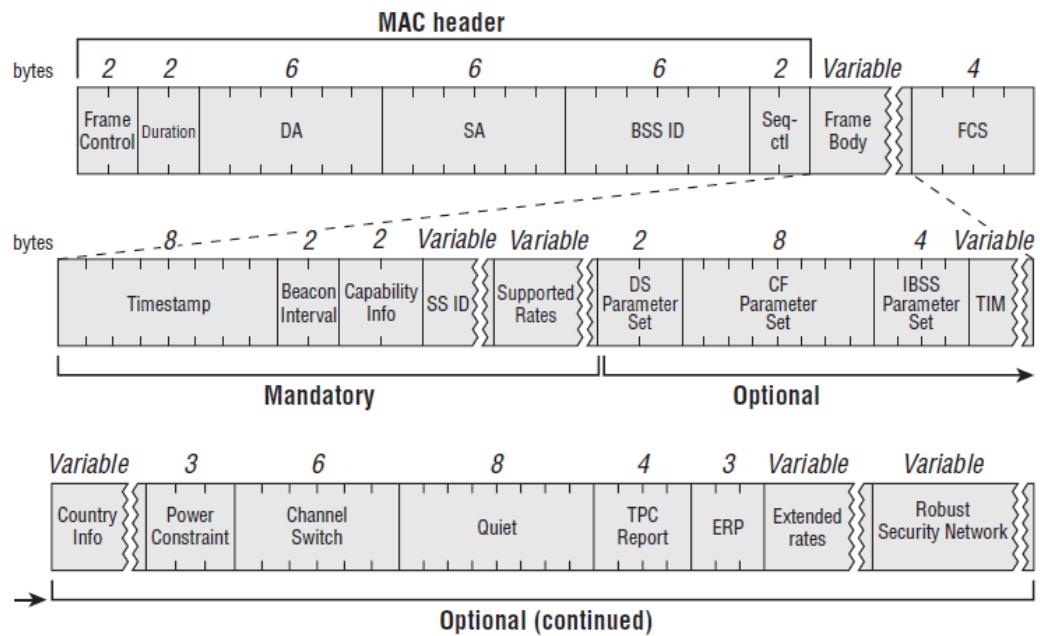 MAC header
bytes 2 2 6 6 6 2 Variable 4
Frame Control Duration DA SA BSS ID Seq-ctl Frame Body FCS
bytes 8 2 2 Variable Variable 2 8 4 Variable
Timestamp Beacon Interval Capability Info SS ID Supported Rates DS Parameter Set CF Parameter Set IBSS Parameter Set TIM
Mandatory Optional
Variable 3 6 8 4 3 Variable Variable
Country Info Power Constraint Channel Switch Quiet TPC Report ERP Extended rates Robust Security Network
Optional (continued)